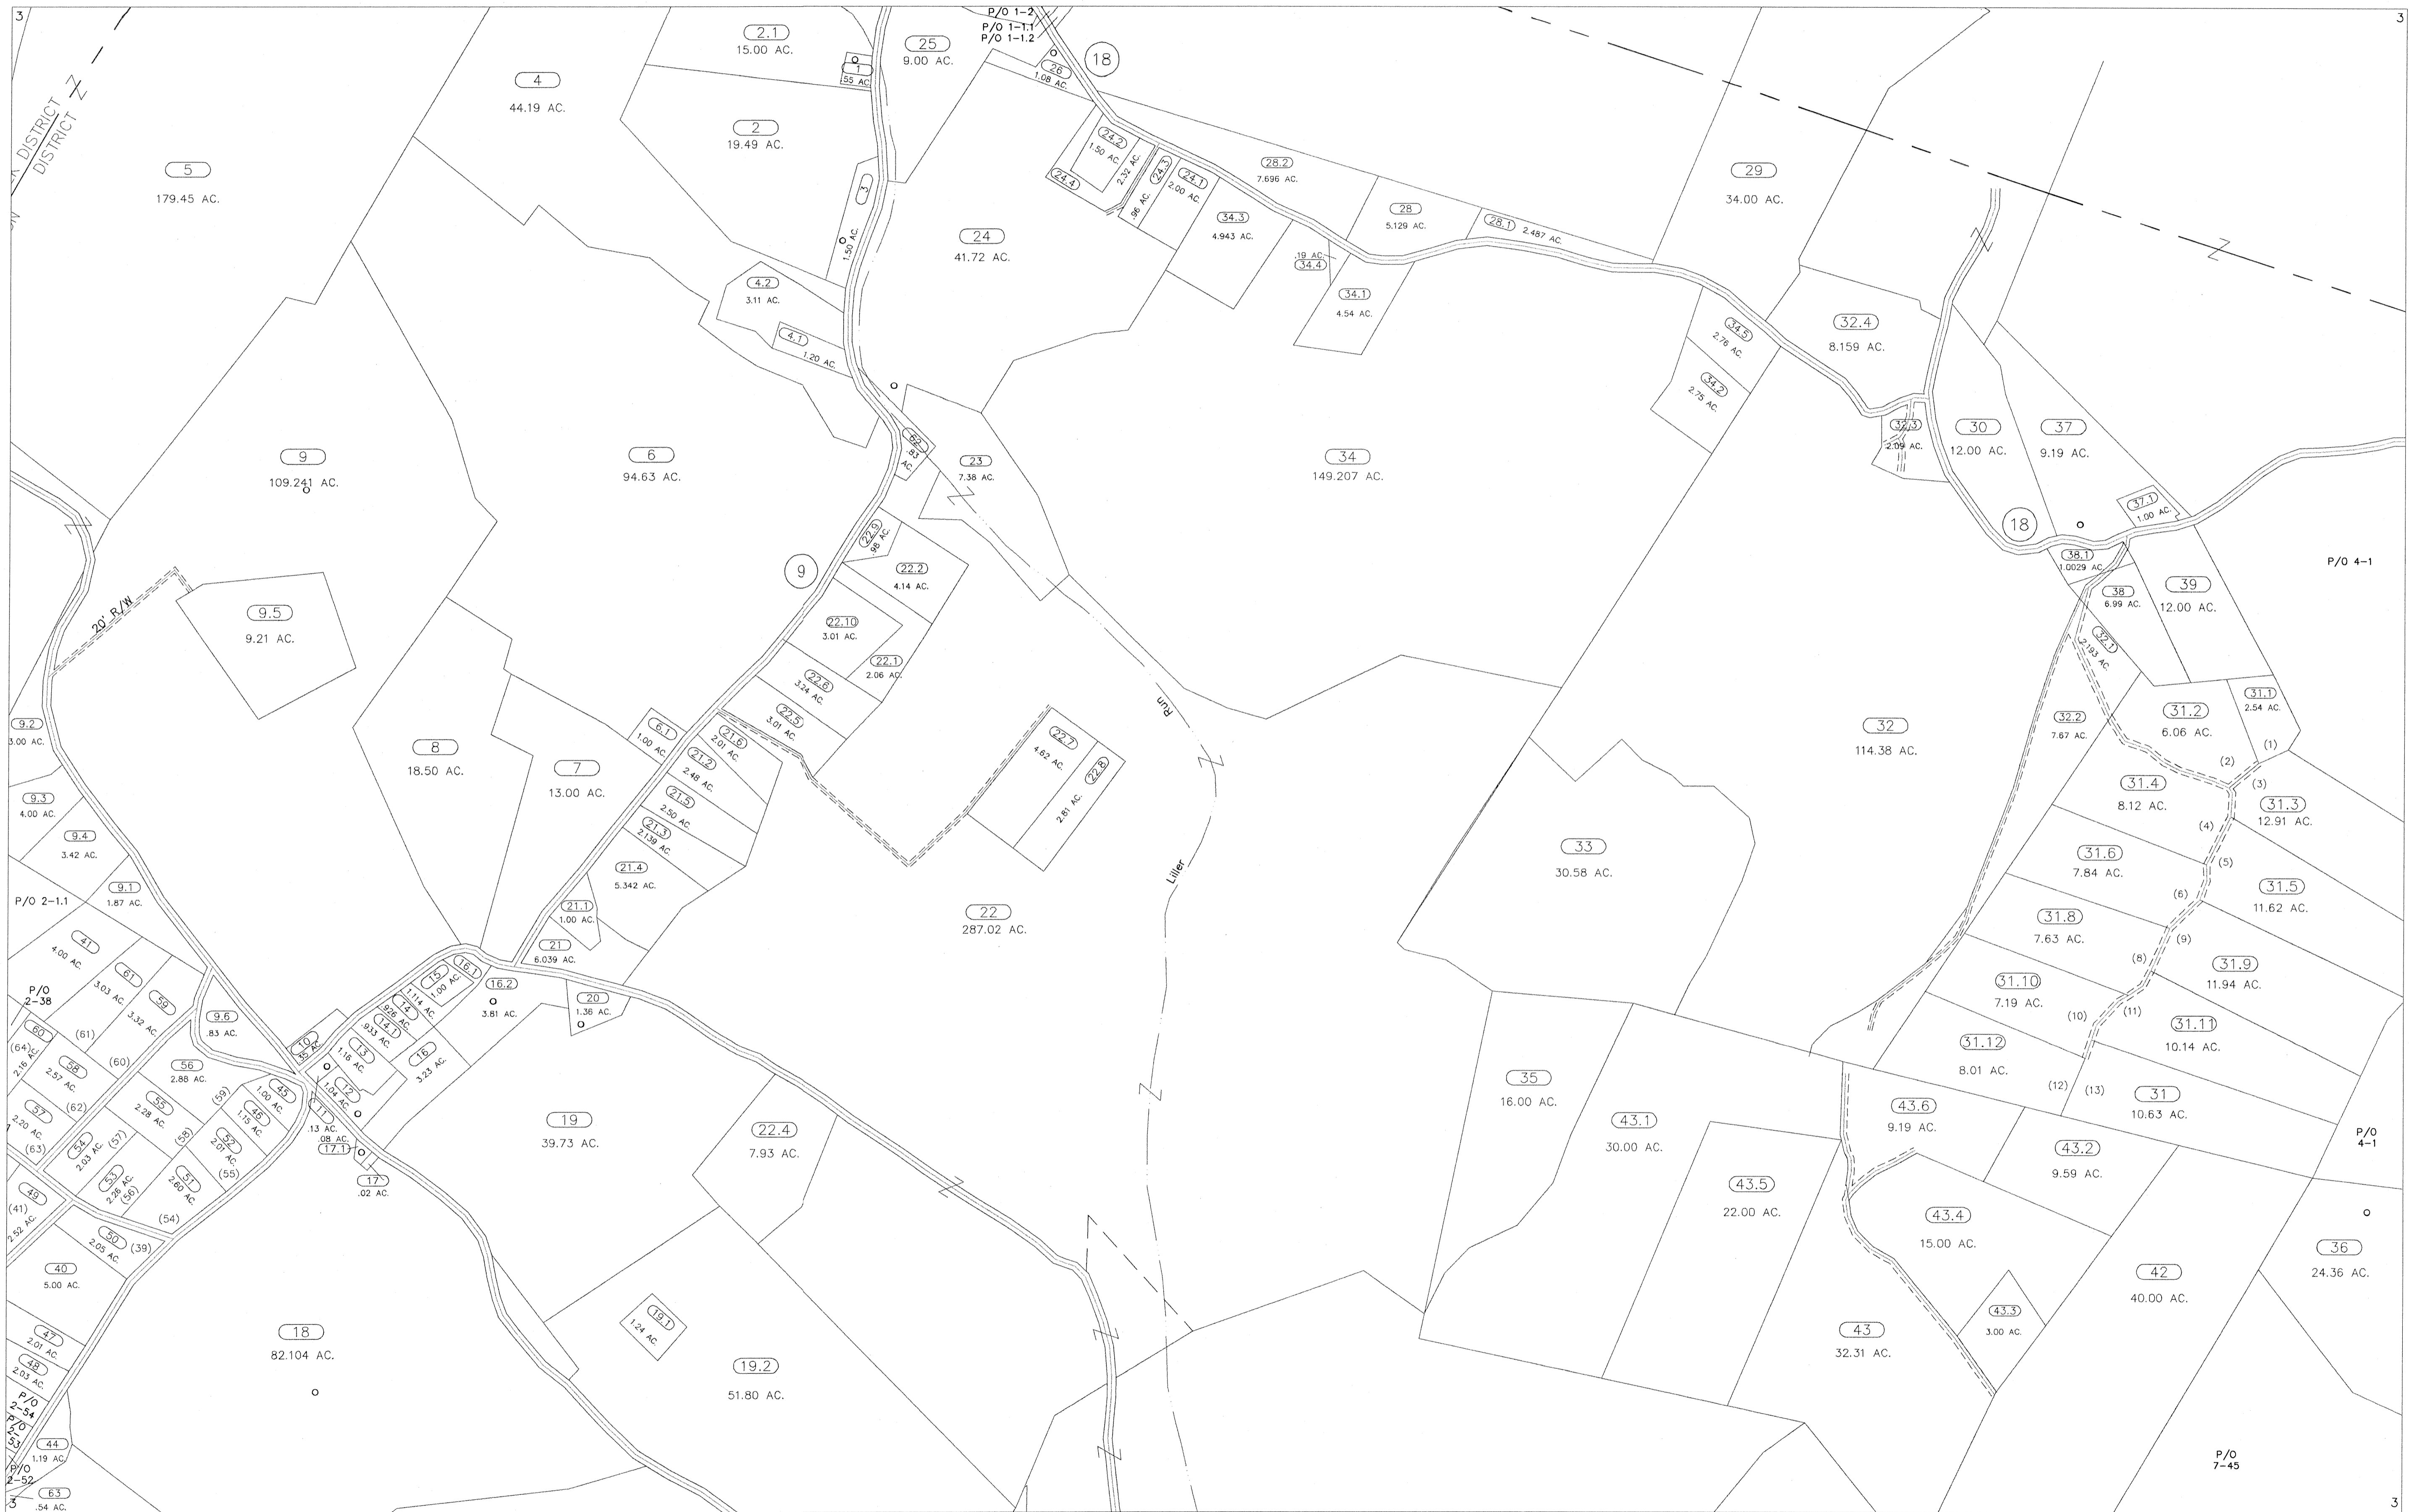 3
3
P/O 1-2
P/O 1-1.1
P/O 1-1.2
DISTRICT
DISTRICT
2.1
15.00 AC.
1
.55 AC.
25
9.00 AC.
26
1.08 AC.
18
4
44.19 AC.
2
19.49 AC.
3
1.50 AC.
5
179.45 AC.
24.2
1.50 AC.
2.32 AC.
24.4
24.3
.96 AC.
24.1
2.00 AC.
28.2
7.696 AC.
29
34.00 AC.
34.3
4.943 AC.
28
5.129 AC.
28.1
2.487 AC.
24
41.72 AC.
.19 AC.
34.4
34.1
4.54 AC.
4.2
3.11 AC.
4.1
1.20 AC.
34.5
2.76 AC.
34.2
2.75 AC.
32.4
8.159 AC.
32.3
2.09 AC.
30
12.00 AC.
37
9.19 AC.
37.1
1.00 AC.
18
9
109.241 AC.
6
94.63 AC.
62
.83
AC.
23
7.38 AC.
34
149.207 AC.
22.9
.98 AC.
22.2
4.14 AC.
9
22.10
3.01 AC.
22.1
2.06 AC.
22.6
3.24 AC.
22.5
3.01 AC.
38.1
1.0029 AC.
38
6.99 AC.
39
12.00 AC.
P/O 4-1
20' R/W
9.5
9.21 AC.
32.1
2.193 AC.
32.2
7.67 AC.
31.2
6.06 AC.
31.1
2.54 AC.
(1)
(2)
(3)
9.2
3.00 AC.
9.3
4.00 AC.
9.4
3.42 AC.
9.1
1.87 AC.
P/O 2-1.1
8
18.50 AC.
7
13.00 AC.
6.1
1.00 AC.
21.6
2.01 AC.
21.2
2.48 AC.
21.5
2.50 AC.
21.3
2.139 AC.
21.4
5.342 AC.
21.1
1.00 AC.
21
6.039 AC.
22.7
4.62 AC.
22.8
2.81 AC.
Run
Liller
22
287.02 AC.
33
30.58 AC.
32
114.38 AC.
31.4
8.12 AC.
31.3
12.91 AC.
(4)
(5)
31.6
7.84 AC.
(6)
31.5
11.62 AC.
31.8
7.63 AC.
(8)
(9)
31.9
11.94 AC.
31.10
7.19 AC.
(10)
(11)
31.11
10.14 AC.
31.12
8.01 AC.
(12)
(13)
31
10.63 AC.
41
4.00 AC.
61
3.03 AC.
59
3.32 AC.
P/O
2-38
60
(64)
2.16 AC.
(61)
58
2.57 AC.
(60)
(62)
57
2.20 AC.
(63)
9.6
.83 AC.
56
2.88 AC.
55
2.28 AC.
(59)
54
2.03 AC.
(57)
(58)
45
1.00 AC.
46
1.75 AC.
52
2.07 AC.
53
2.26 AC.
(56)
51
2.60 AC.
(55)
(54)
10
.35 AC.
16.1
15
1.00 AC.
1.114 AC.
14
.926 AC.
14.1
.933 AC.
13
1.16 AC.
12
1.04 AC.
11
.13 AC.
.08 AC.
17.1
17
.02 AC.
16
3.23 AC.
16.2
3.81 AC.
20
1.36 AC.
19
39.73 AC.
22.4
7.93 AC.
35
16.00 AC.
43.1
30.00 AC.
43.5
22.00 AC.
43.6
9.19 AC.
43.2
9.59 AC.
P/O
4-1
49
(41)
2.52 AC.
50
2.05 AC.
(39)
40
5.00 AC.
47
2.01 AC.
48
2.03 AC.
P/O
2-54
P/O
2-
53
44
1.19 AC.
P/O
2-52
63
.54 AC.
3
18
82.104 AC.
19.1
1.24 AC.
19.2
51.80 AC.
43.4
15.00 AC.
43.3
3.00 AC.
43
32.31 AC.
42
40.00 AC.
36
24.36 AC.
P/O
7-45
3